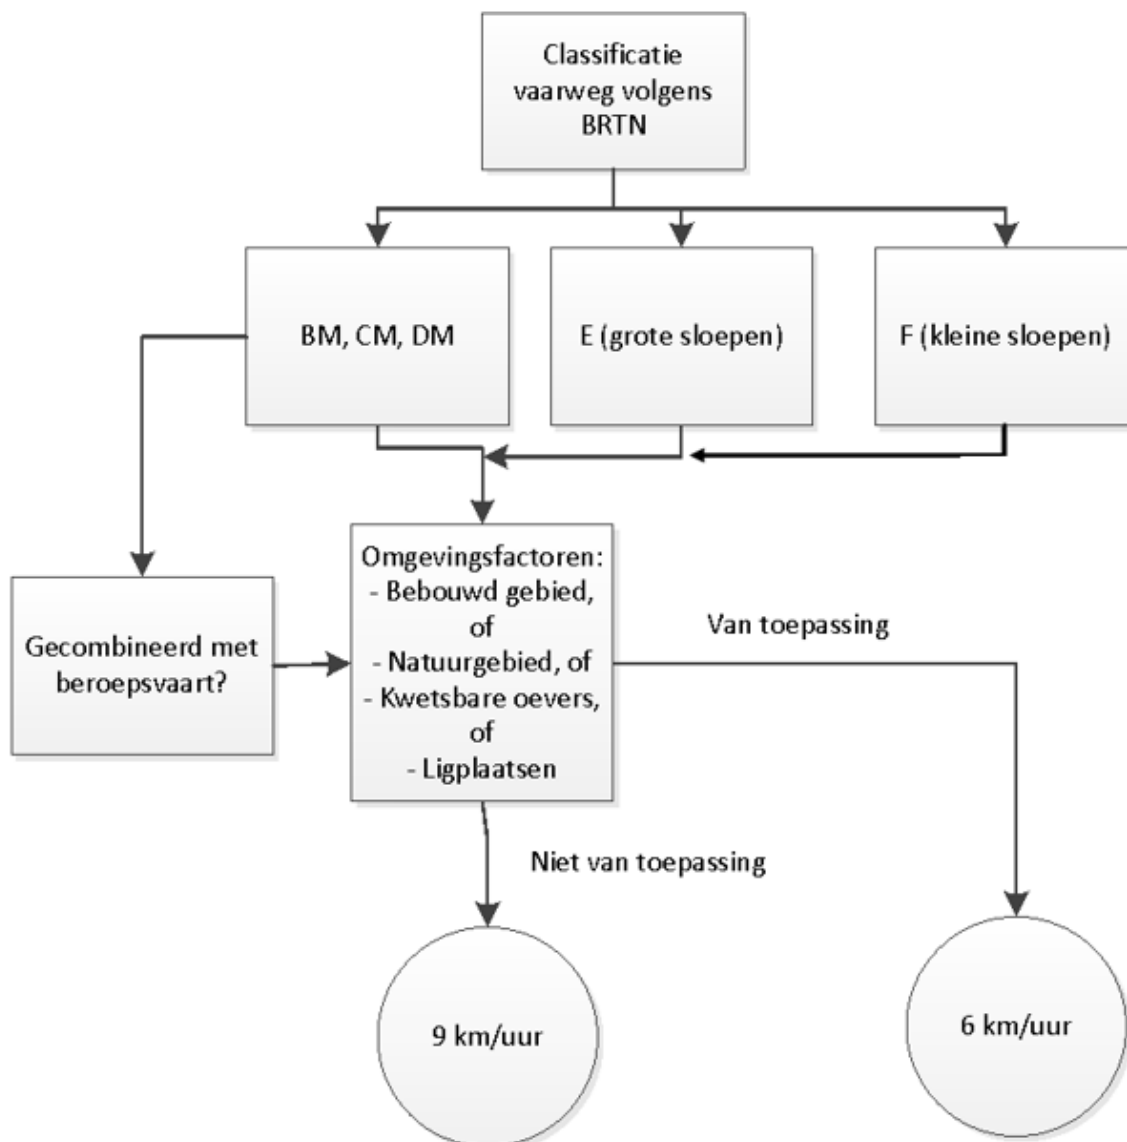 Classificatie
vaarweg volgens
BRTN
BM, CM, DM
E (grote sloepen)
F (kleine sloepen)
Gecombineerd met
beroepsvaart?
Omgevingsfactoren:
- Bebouwd gebied,
of
- Natuurgebied, of
- Kwetsbare oevers,
of
- Ligplaatsen
Van toepassing
Niet van toepassing
9 km/uur
6 km/uur